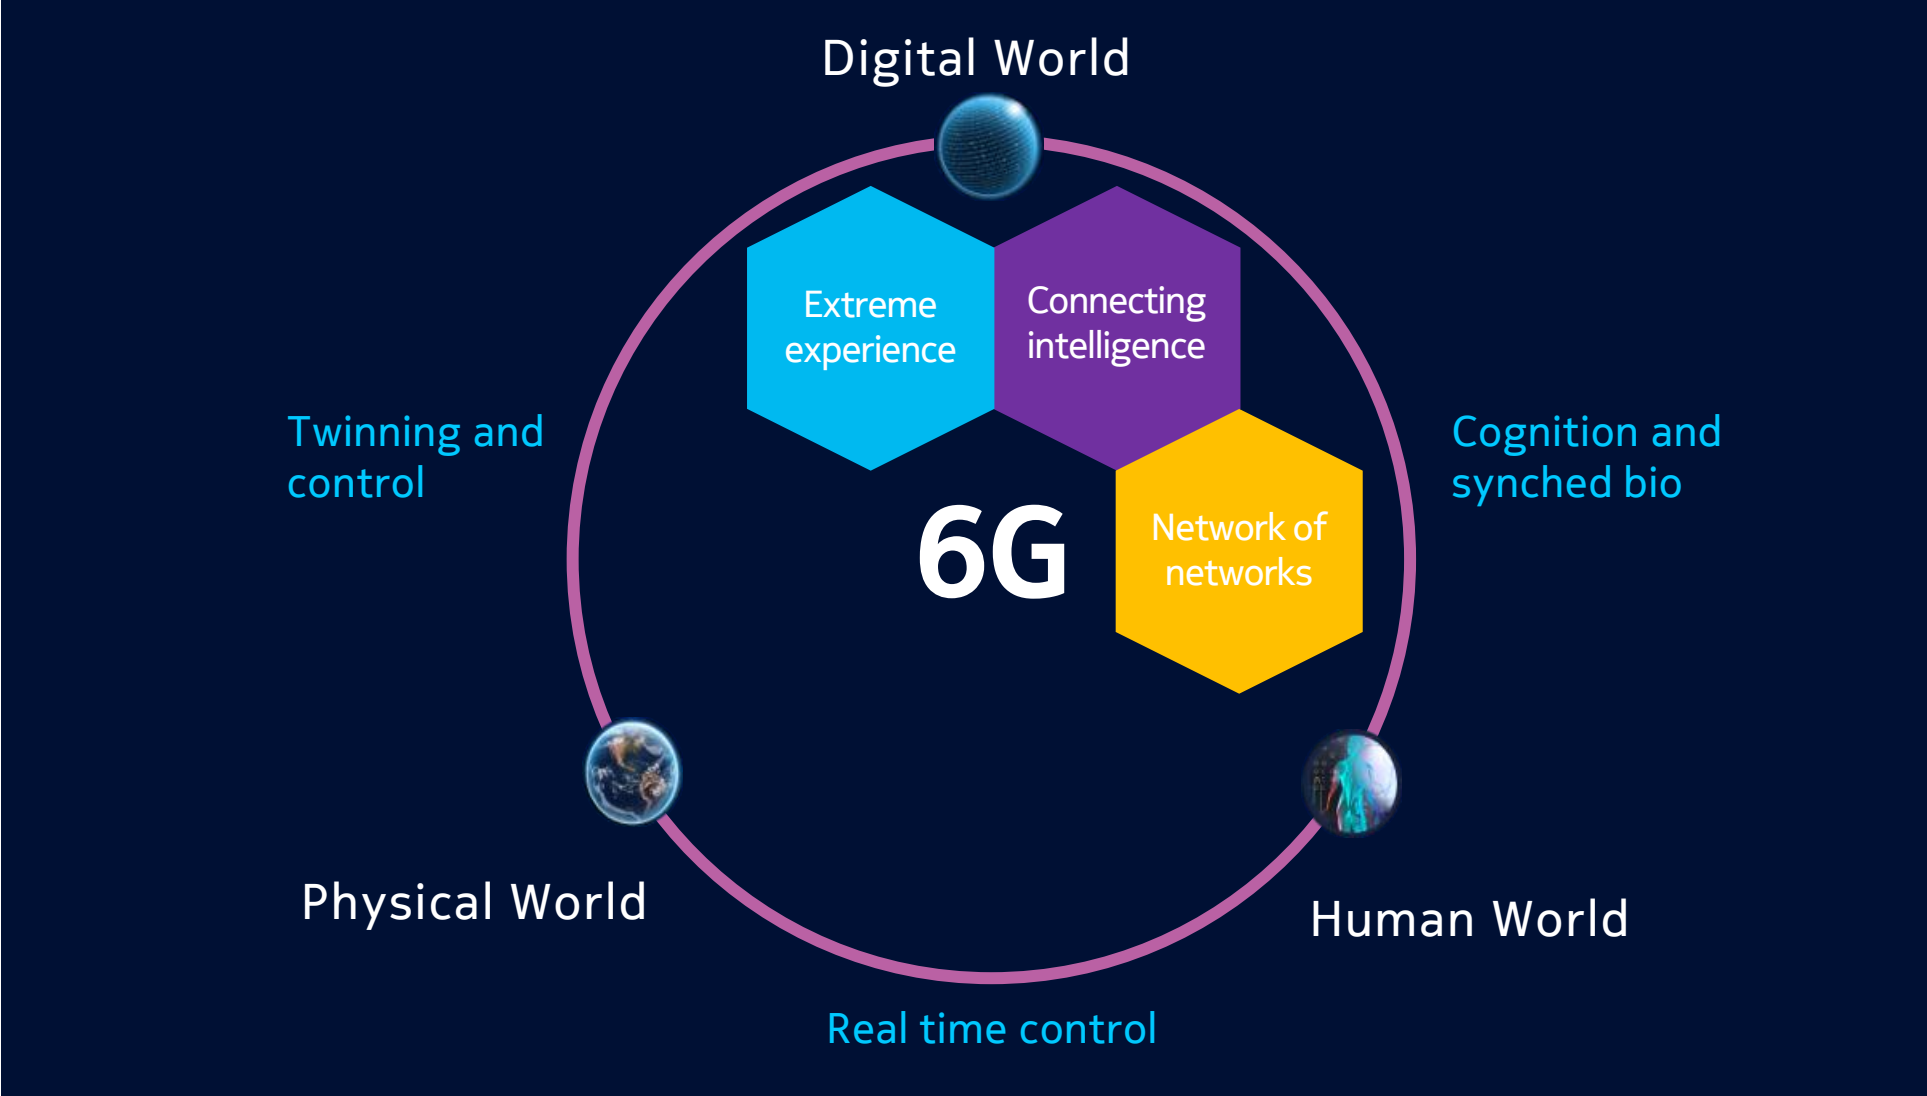 Digital World
Extreme
experience
Connecting
intelligence
Twinning and
control
Cognition and
synched bio
6G
Network of
networks
Physical World
Human World
Real time control